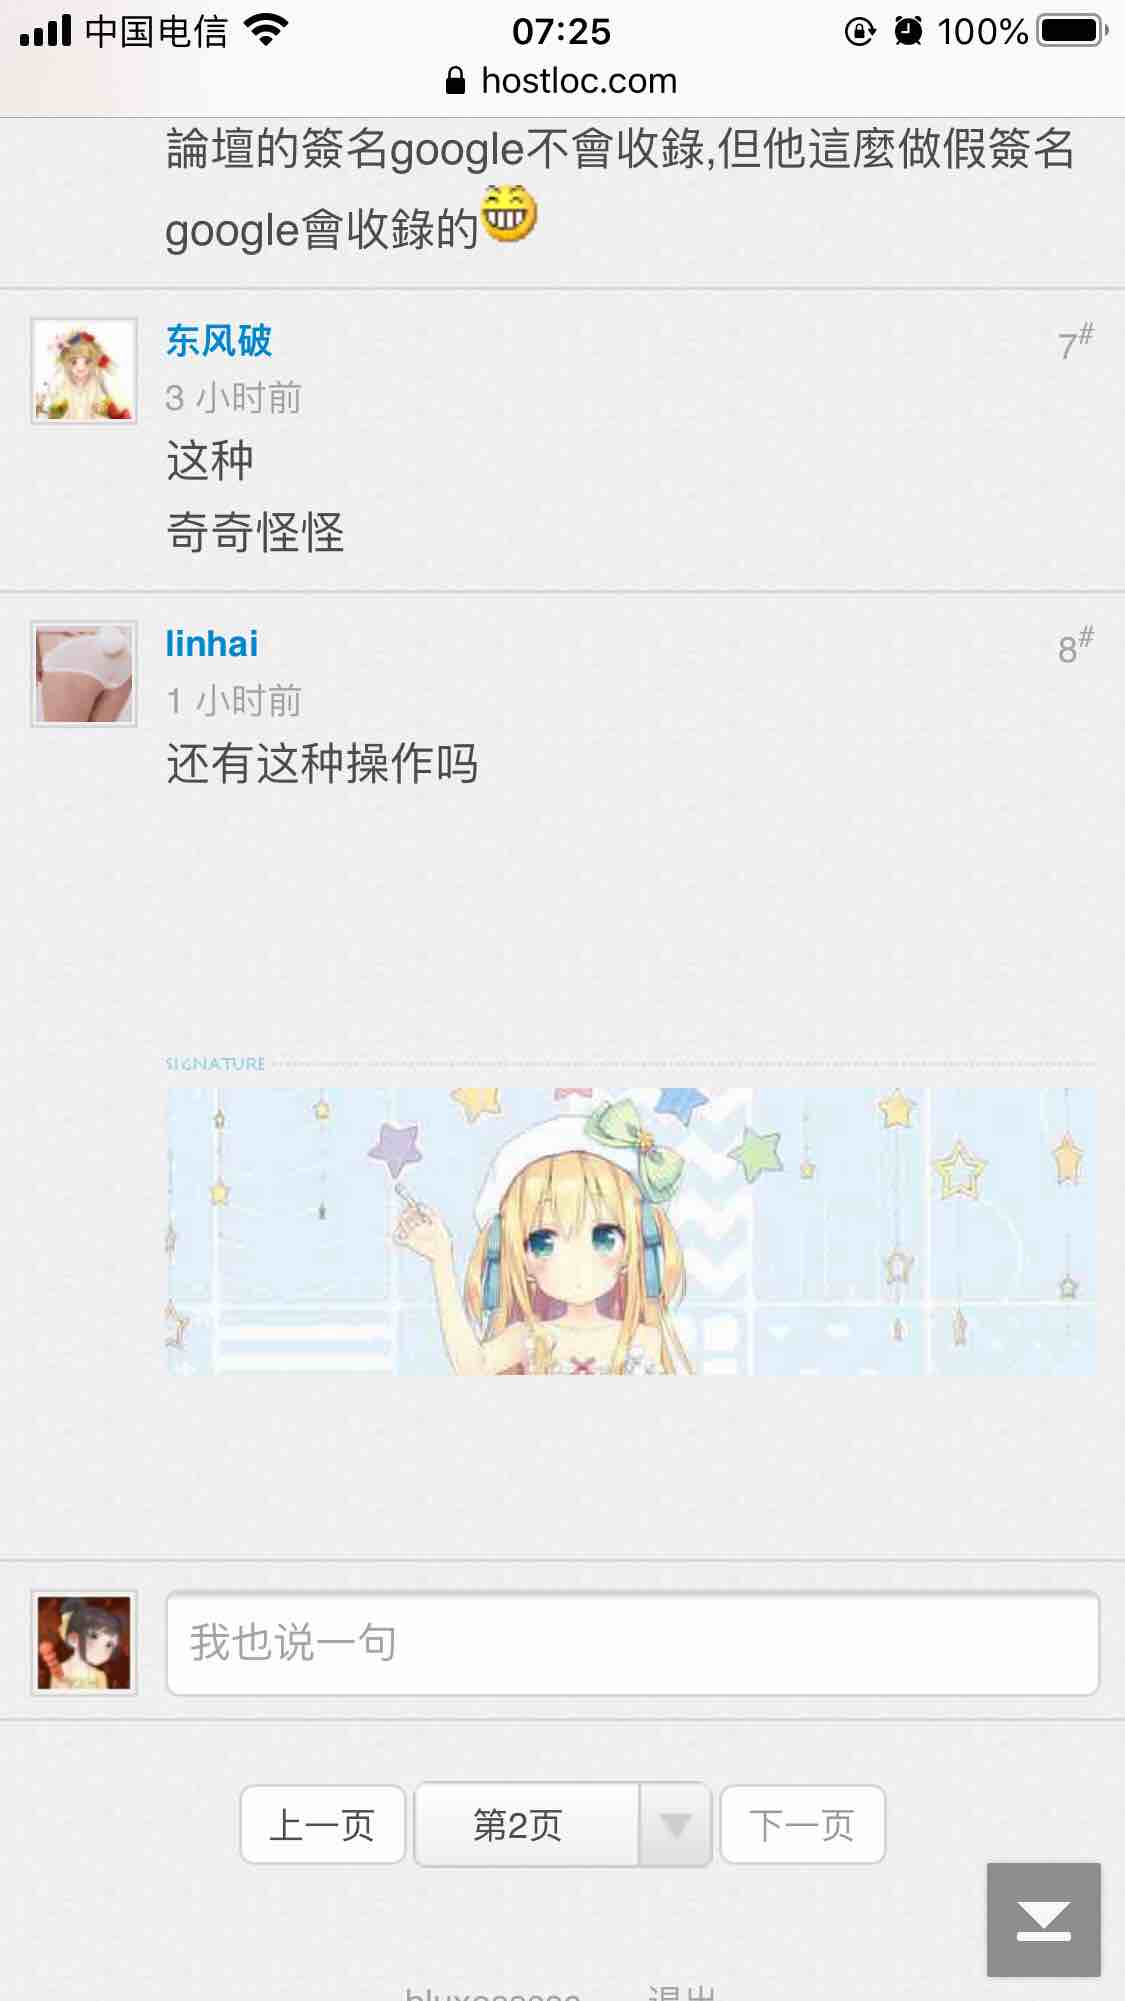 中国电信
07:25
100%
hostloc.com
論壇的簽名google不會收錄,但他這麼做假簽名
google會收錄的
东风破
7#
3 小时前
这种
奇奇怪怪
linhai
8#
1 小时前
还有这种操作吗
SIGNATURE
我也说一句
上一页
第2页
下一页
退出